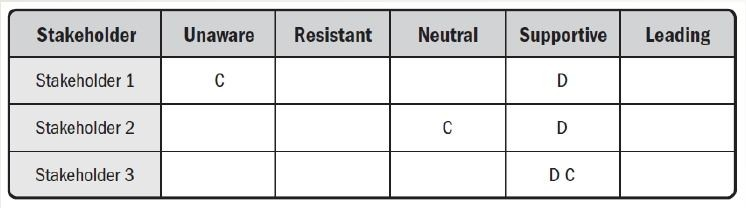 Stakeholder Unaware Resistant Neutral Supportive Leading
Stakeholder 1 C D
Stakeholder 2 C D
Stakeholder 3 D C